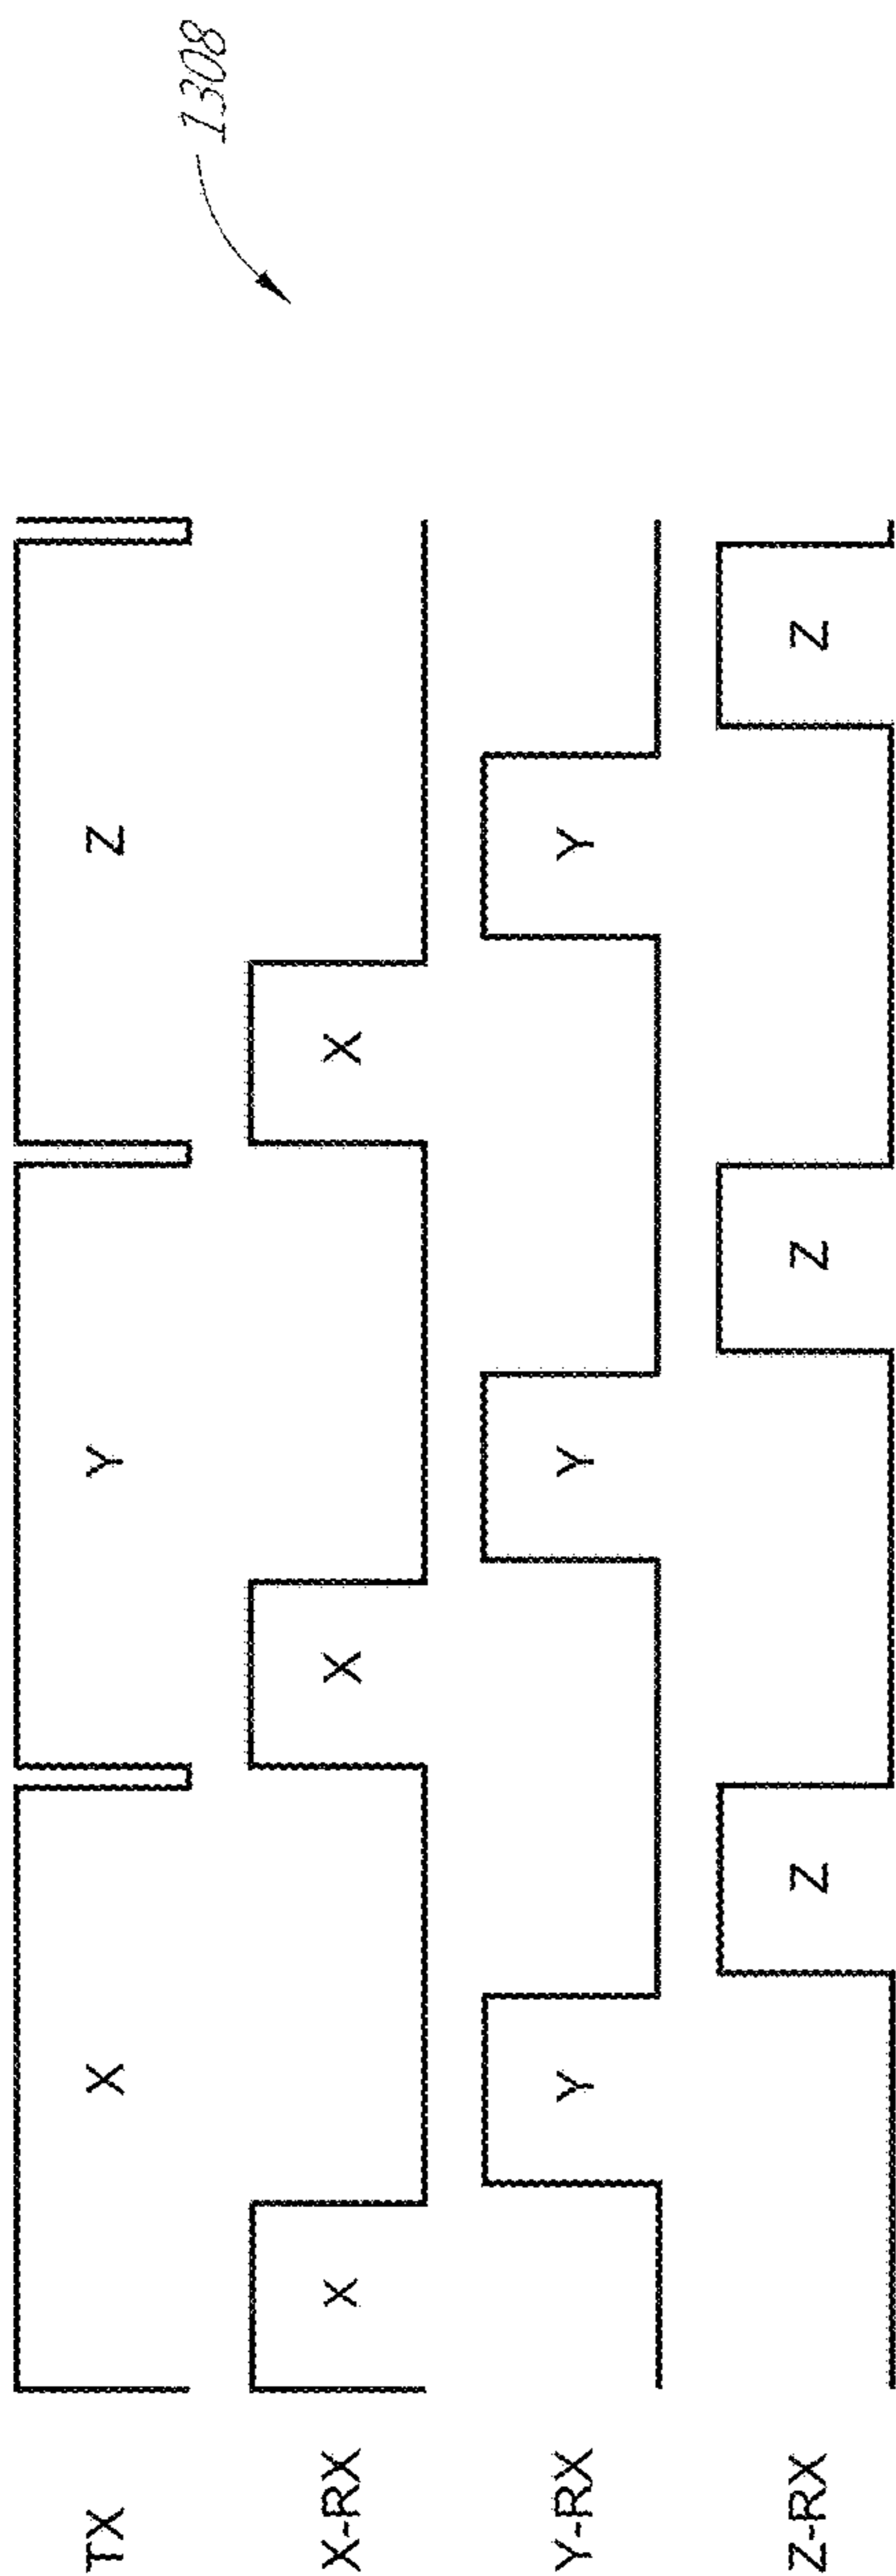 1308
TX X Y Z
X-RX X X X
Y-RX Y Y Y
Z-RX Z Z Z